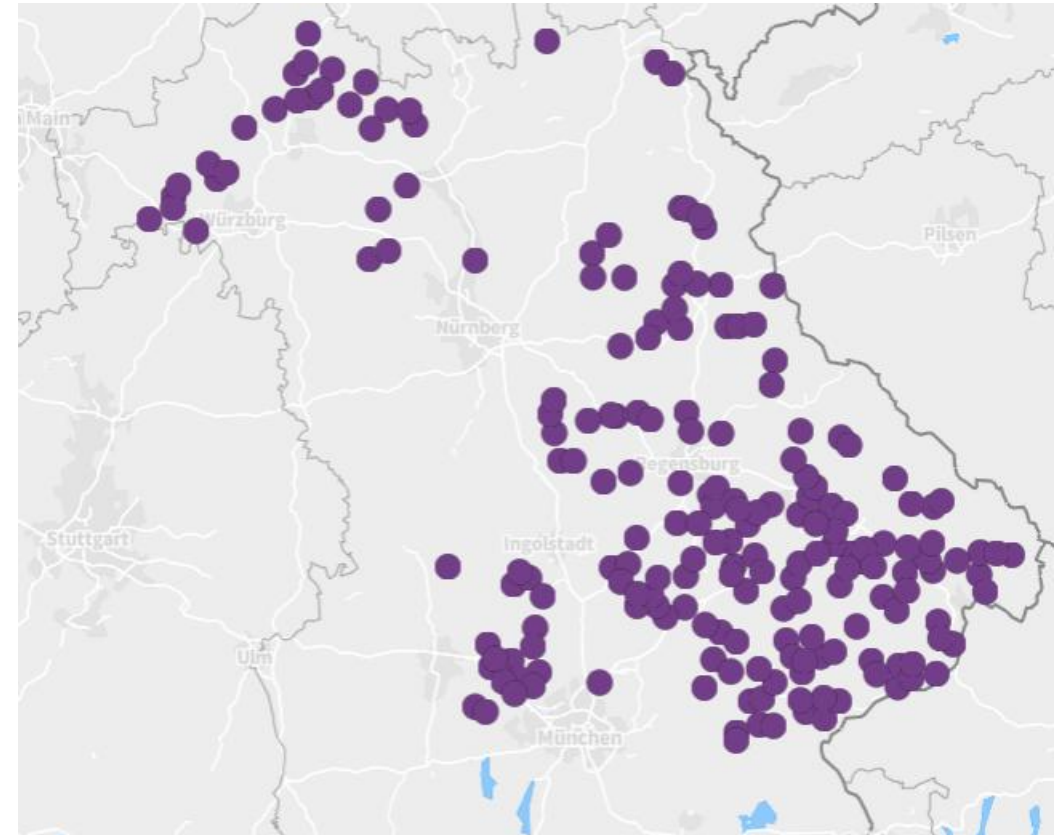 n Main
Würzburg
Pilsen
Nürnberg
Regensburg
Stuttgart
Ingolstadt
Ulm
München